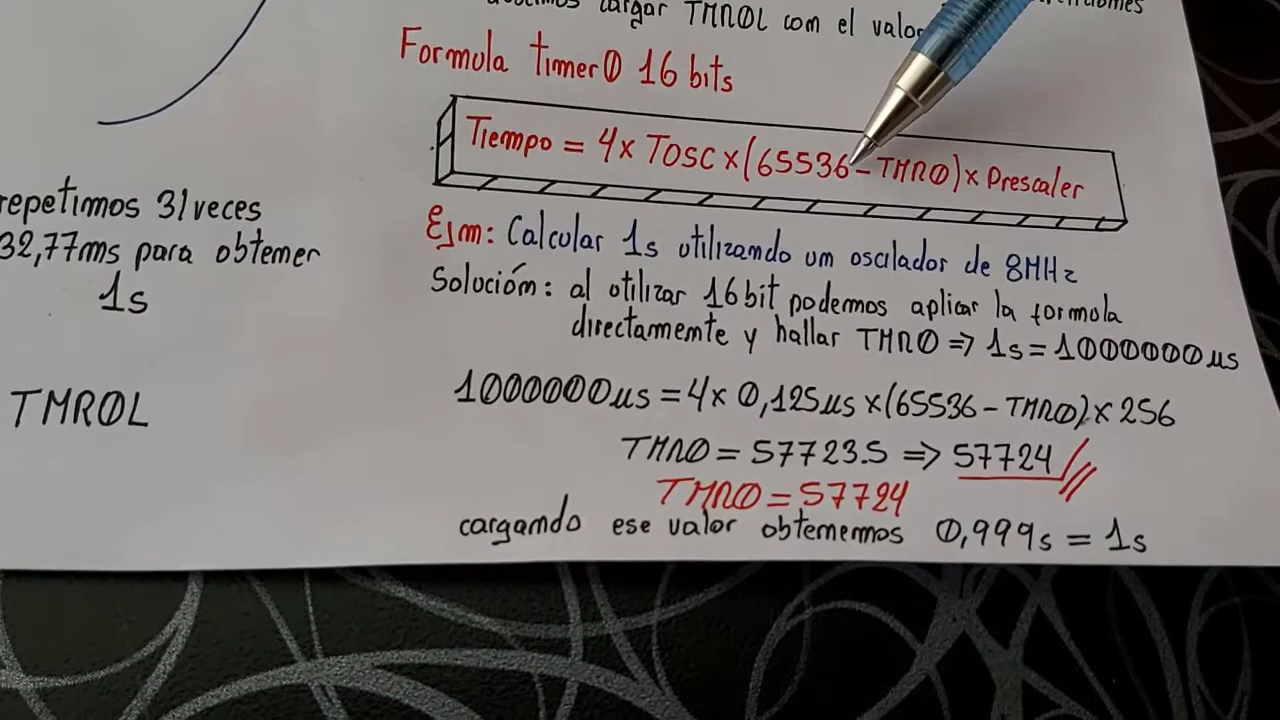 cargar TMR0L con el valor
Formula timer0 16 bits
Tiempo = 4x TOSC x (65536 - TMR0) x Prescaler
repetimos 31 veces
32,77ms para obtener
1s
TMR0L
Ejm: Calcular 1s utilizando un oscilador de 8MHz
Solución: al utilizar 16bit podemos aplicar la formula
directamente y hallar TMR0 => 1s = 1000000us
1000000us = 4x 0,125us x (65536 - TMR0) x 256
TMR0 = 57723.5 => 57724
TMR0 = 57724
cargando ese valor obtenemos 0,999s = 1s